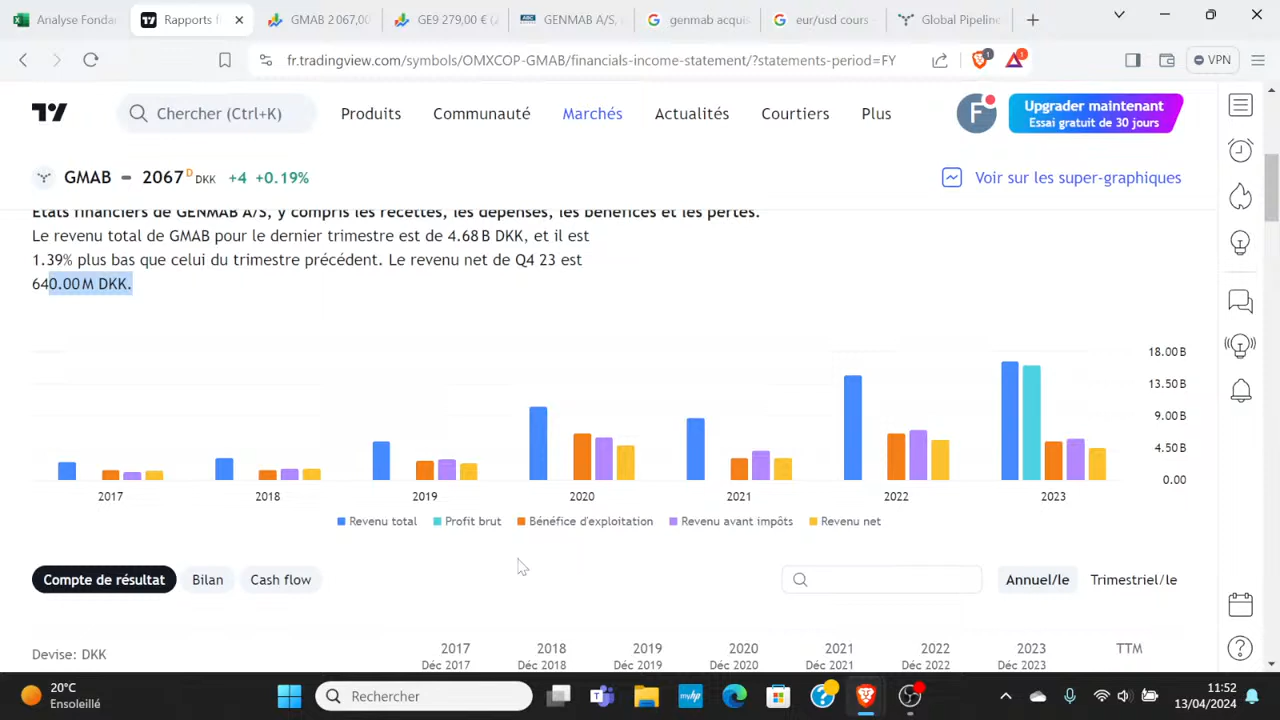 Analyse Fondar
Rapports f
GMAB 2 067,00
GE9 279,00 € (
GENMAB A/S,
genmab acquis
eur/usd cours
Global Pipeline
fr.tradingview.com/symbols/OMXCOP-GMAB/financials-income-statement/?statements-period=FY
1
1
VPN
Chercher (Ctrl+K)
Produits
Communauté
Marchés
Actualités
Courtiers
Plus
F
Upgrader maintenant
Essai gratuit de 30 jours
GMAB
2067 D DKK +4 +0.19%
Voir sur les super-graphiques
Etats financiers de GENMAB A/S, y compris les recettes, les dépenses, les bénéfices et les pertes.
Le revenu total de GMAB pour le dernier trimestre est de 4.68 B DKK, et il est
1.39% plus bas que celui du trimestre précédent. Le revenu net de Q4 23 est
640.00 M DKK.
18.00 B
13.50 B
9.00 B
4.50 B
0.00
2017 2018 2019 2020 2021 2022 2023
Revenu total Profit brut Bénéfice d'exploitation Revenu avant impôts Revenu net
Compte de résultat
Bilan
Cash flow
Annuel/le
Trimestriel/le
2017 2018 2019 2020 2021 2022 2023 TTM
Devise: DKK
Déc 2017 Déc 2018 Déc 2019 Déc 2020 Déc 2021 Déc 2022 Déc 2023
20°C
Ensoleillé
Rechercher
11:52
13/04/2024